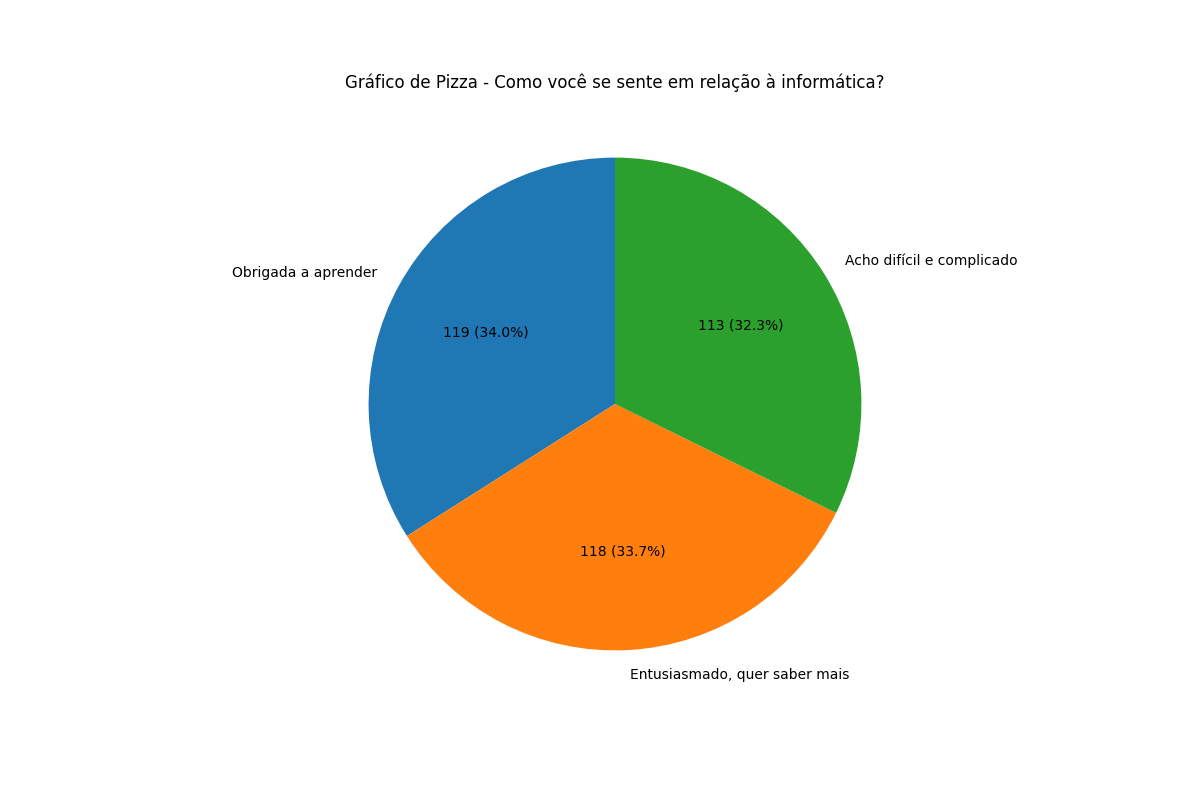 Gráfico de Pizza - Como você se sente em relação à informática?
Acho difícil e complicado
Obrigada a aprender
113 (32.3%)
119 (34.0%)
118 (33.7%)
Entusiasmado, quer saber mais